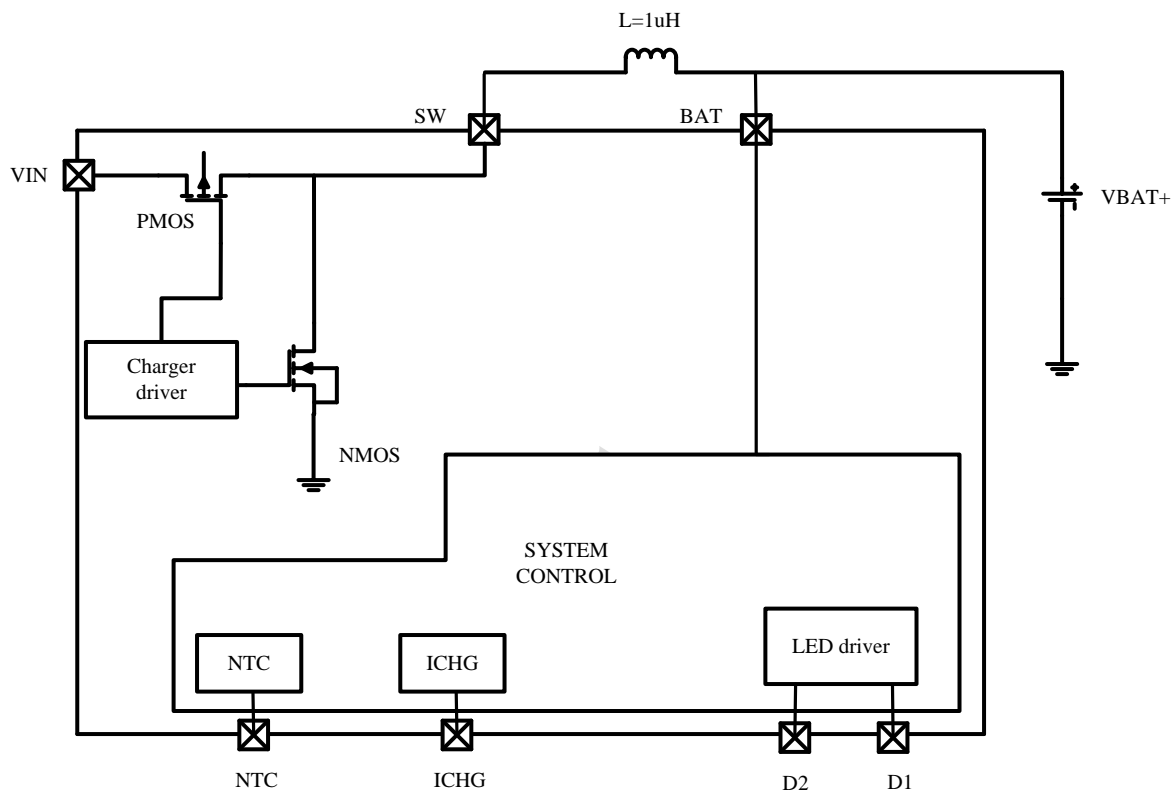 L=1uH
SW
BAT
VIN
VBAT+
PMOS
Charger
driver
NMOS
SYSTEM
CONTROL
NTC
ICHG
LED driver
NTC
ICHG
D2
D1